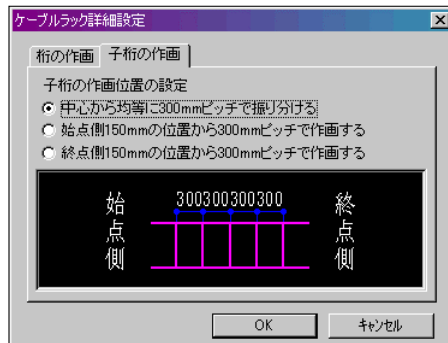 ケーブルラック詳細設定
桁の作画 子桁の作画
子桁の作画位置の設定
中心から均等に300mmピッチで振り分ける
始点側150mmの位置から300mmピッチで作画する
終点側150mmの位置から300mmピッチで作画する
始点側 300300300300 終点側
OK キャンセル